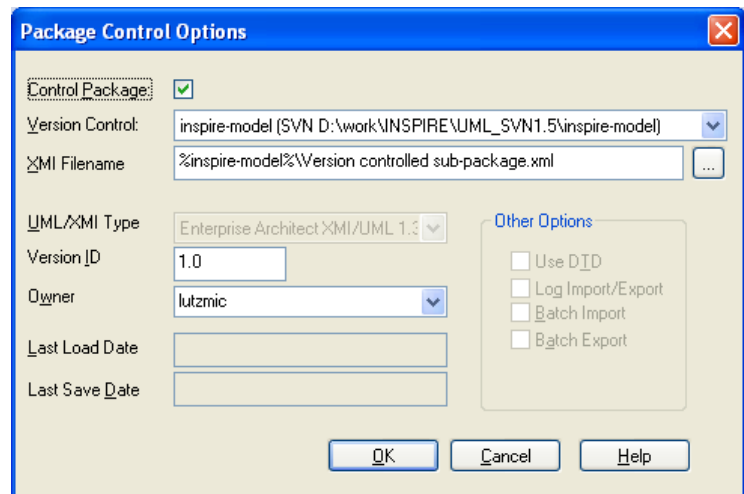 Package Control Options
Control Package:
Version Control: inspire-model (SVN D:\work\INSPIRE\UML_SVN1.5\inspire-model)
XMI Filename %inspire-model%\Version controlled sub-package.xml ...
UML/XMI Type Enterprise Architect XMI/UML 1.3
Version ID 1.0
Owner lutzmic
Last Load Date
Last Save Date
Other Options
Use DTD
Log Import/Export
Batch Import
Batch Export
OK Cancel Help